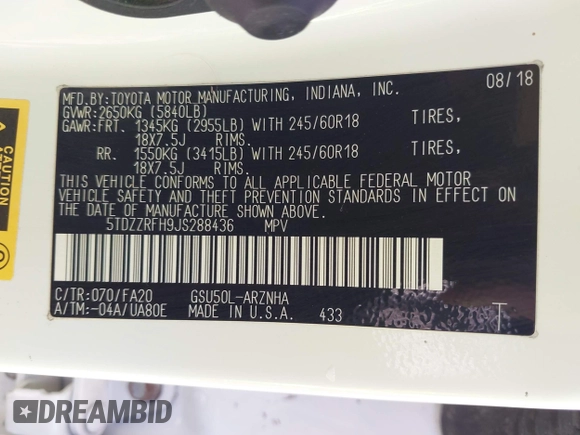 MFD.BY:TOYOTA MOTOR MANUFACTURING, INDIANA, INC. 08/18
GVWR:2650KG (5840LB)
GAWR:FRT. 1345KG (2955LB) WITH 245/60R18 TIRES,
18X7.5J RIMS.
RR. 1550KG (3415LB) WITH 245/60R18 TIRES,
18X7.5J RIMS.
THIS VEHICLE CONFORMS TO ALL APPLICABLE FEDERAL MOTOR
VEHICLE SAFETY AND THEFT PREVENTION STANDARDS IN EFFECT ON
THE DATE OF MANUFACTURE SHOWN ABOVE.
5TDZZRFH9JS288436 MPV
C/TR:070/FA20 GSU50L-ARZNHA
A/TM:-04A/UA80E MADE IN U.S.A. 433 T
CAUTION
DREAMBID